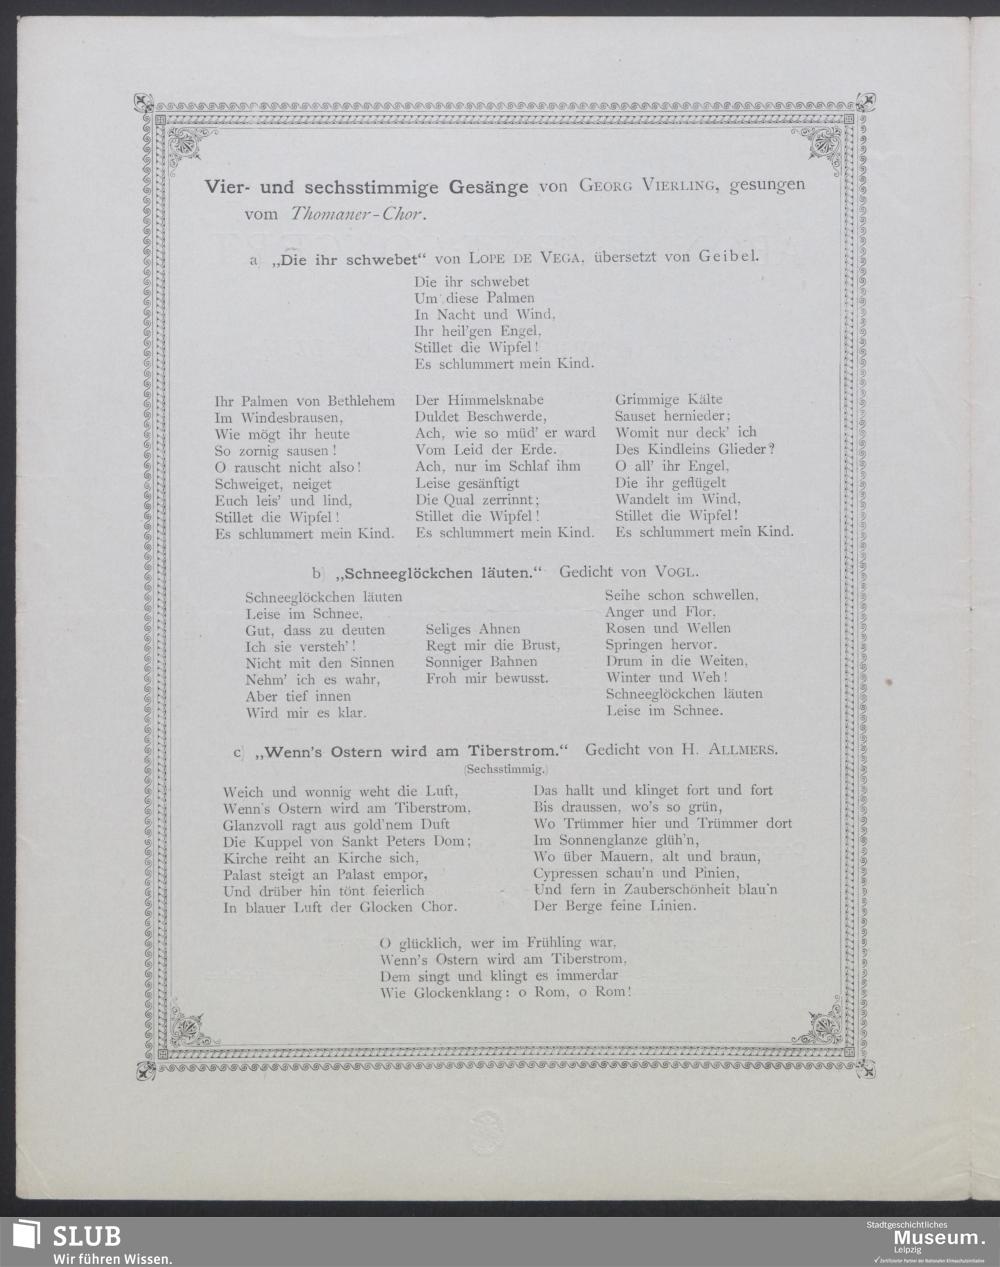 Vier- und sechsstimmige Gesänge von Georg Vierling, gesungen
vom Thomaner-Chor.
a) „Die ihr schwebet“ von Lope de Vega, übersetzt von Geibel.
Die ihr schwebet
Um diese Palmen
In Nacht und Wind,
Ihr heil'gen Engel,
Stillet die Wipfel!
Es schlummert mein Kind.
Ihr Palmen von Bethlehem
Im Windesbrausen,
Wie mögt ihr heute
So zornig sausen!
O rauscht nicht also!
Schweiget, neiget
Euch leis' und lind,
Stillet die Wipfel!
Es schlummert mein Kind.
Der Himmelsknabe
Duldet Beschwerde,
Ach, wie so müd' er ward
Vom Leid der Erde.
Ach, nur im Schlaf ihm
Leise gesänftigt
Die Qual zerrinnt;
Stillet die Wipfel!
Es schlummert mein Kind.
Grimmige Kälte
Sauset hernieder;
Womit nur deck' ich
Des Kindleins Glieder?
O all' ihr Engel,
Die ihr geflügelt
Wandelt im Wind,
Stillet die Wipfel!
Es schlummert mein Kind.
b) „Schneeglöckchen läuten.“ Gedicht von Vogl.
Schneeglöckchen läuten
Leise im Schnee,
Gut, dass zu deuten
Ich sie versteh'!
Nicht mit den Sinnen
Nehm' ich es wahr,
Aber tief innen
Wird mir es klar.
Seliges Ahnen
Regt mir die Brust,
Sonniger Bahnen
Froh mir bewusst.
Seihe schon schwellen,
Anger und Flor,
Rosen und Wellen
Springen hervor.
Drum in die Weiten,
Winter und Weh!
Schneeglöckchen läuten
Leise im Schnee.
c) „Wenn's Ostern wird am Tiberstrom.“ Gedicht von H. Allmers.
(Sechsstimmig.)
Weich und wonnig weht die Luft,
Wenn's Ostern wird am Tiberstrom,
Glanzvoll ragt aus gold'nem Duft
Die Kuppel von Sankt Peters Dom;
Kirche reiht an Kirche sich,
Palast steigt an Palast empor,
Und drüber hin tönt feierlich
In blauer Luft der Glocken Chor.
Das hallt und klinget fort und fort
Bis draussen, wo's so grün,
Wo Trümmer hier und Trümmer dort
Im Sonnenglanze glüh'n,
Wo über Mauern, alt und braun,
Cypressen schau'n und Pinien,
Und fern in Zauberschönheit blau'n
Der Berge feine Linien.
O glücklich, wer im Frühling war,
Wenn's Ostern wird am Tiberstrom,
Dem singt und klingt es immerdar
Wie Glockenklang: o Rom, o Rom!
SLUB
Wir führen Wissen.
Stadtgeschichtliches
Museum.
Leipzig
Zertifizierter Partner der Nationalen Klimaschutzinitiative